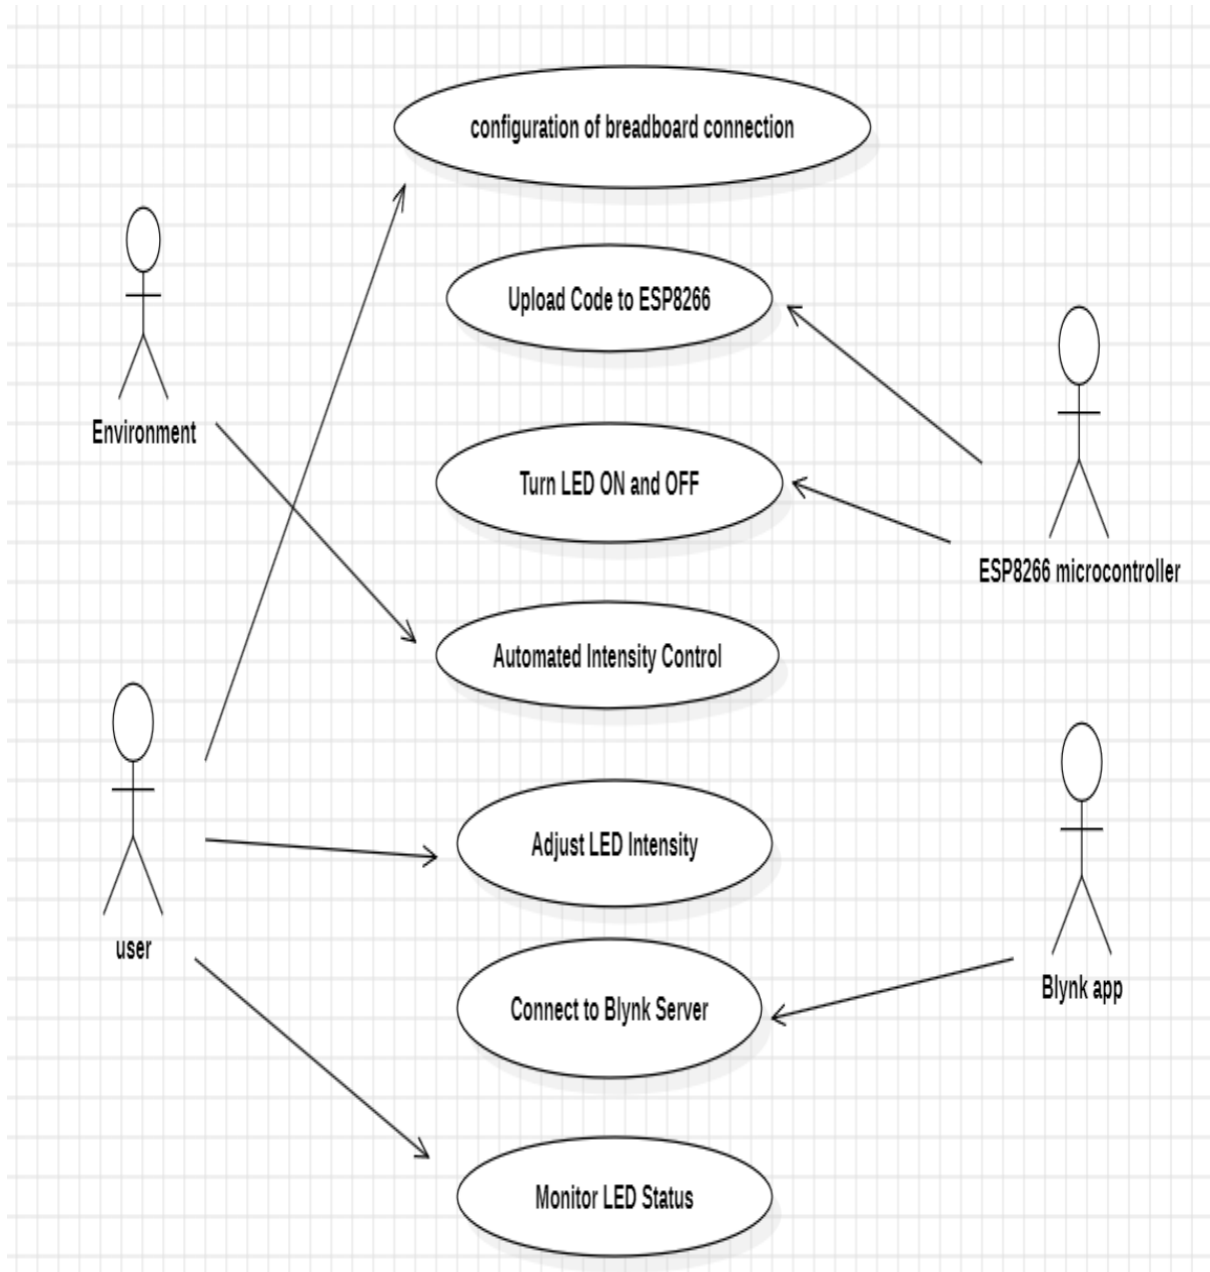 configuration of breadboard connection
Upload Code to ESP8266
Environment
Turn LED ON and OFF
ESP8266 microcontroller
Automated Intensity Control
Adjust LED Intensity
user
Blynk app
Connect to Blynk Server
Monitor LED Status